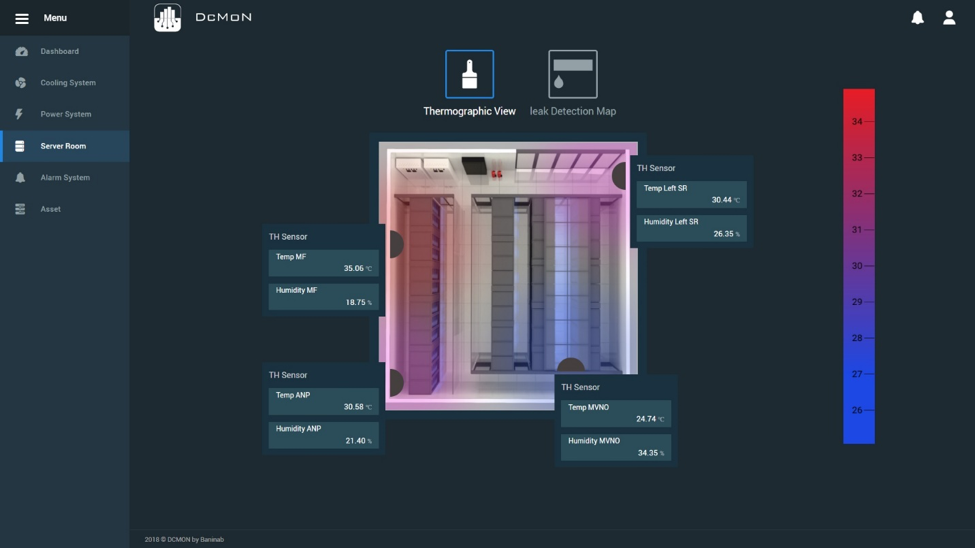 Menu
DCMON
Dashboard
Cooling System
Power System
Server Room
Alarm System
Asset
Thermographic View
leak Detection Map
TH Sensor
Temp Left SR
30.44 °C
Humidity Left SR
26.35 %
TH Sensor
Temp MF
35.06 °C
Humidity MF
18.75 %
TH Sensor
Temp ANP
30.58 °C
Humidity ANP
21.40 %
TH Sensor
Temp MVNO
24.74 °C
Humidity MVNO
34.35 %
34
33
32
31
30
29
28
27
26
2018 © DCMON by Baminab